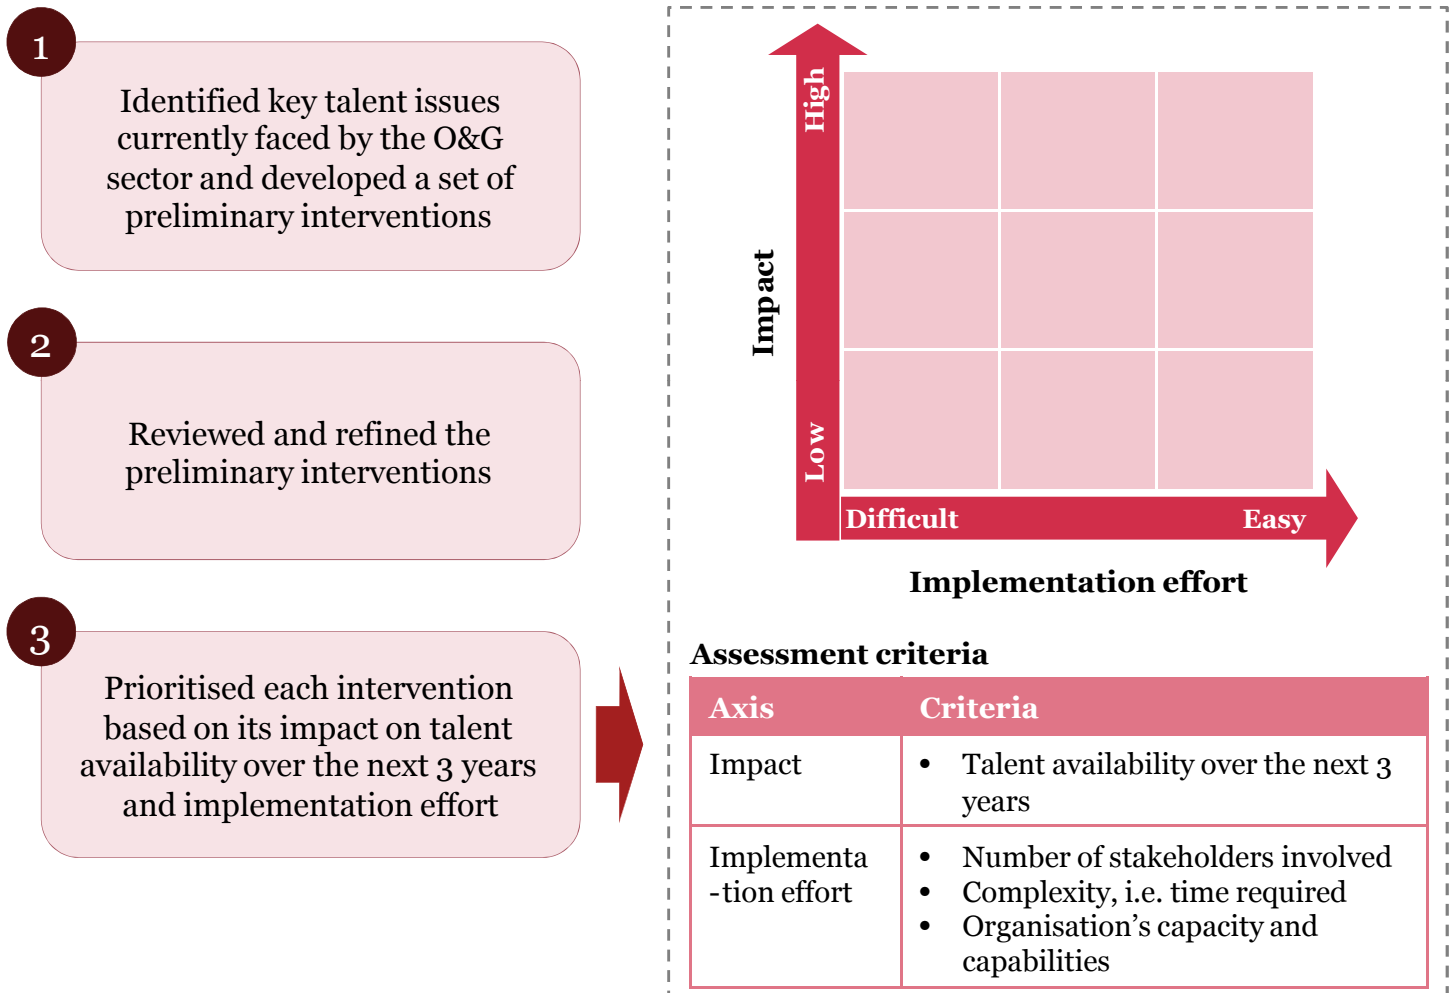 1
Identified key talent issues
currently faced by the O&G
sector and developed a set of
preliminary interventions
2
Reviewed and refined the
preliminary interventions
3
Prioritised each intervention
based on its impact on talent
availability over the next 3 years
and implementation effort
High
Impact
Low
Difficult
Easy
Implementation effort
Assessment criteria
Axis
Criteria
Impact
• Talent availability over the next 3
years
Implementa
-tion effort
• Number of stakeholders involved
• Complexity, i.e. time required
• Organisation’s capacity and
capabilities